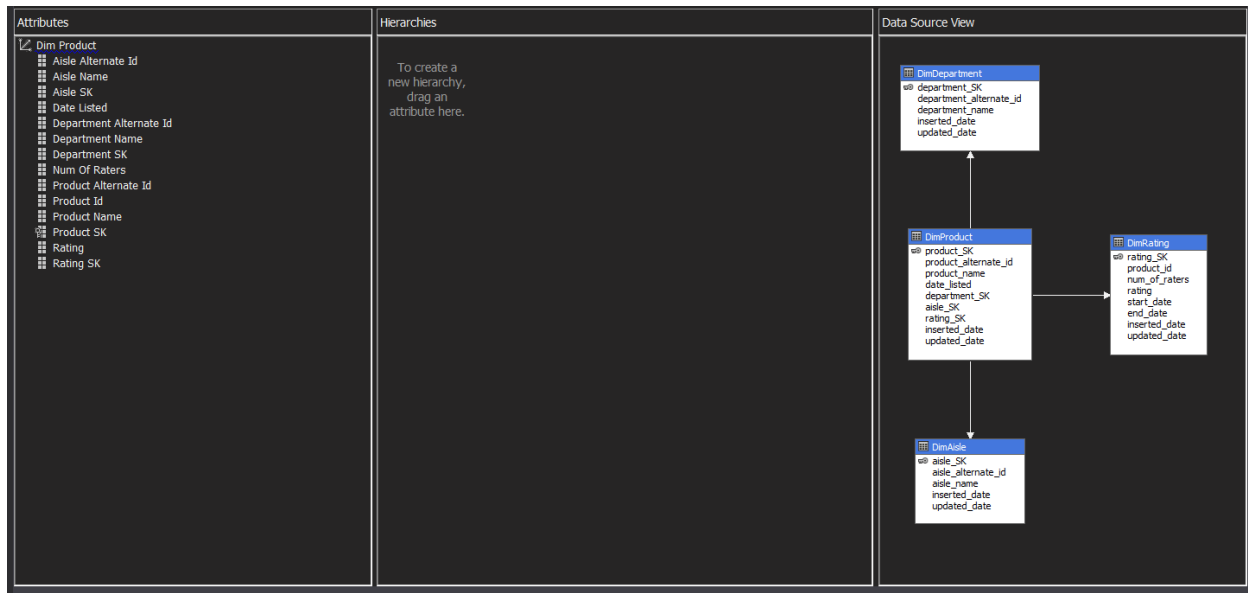 Attributes
Dim Product
Aisle Alternate Id
Aisle Name
Aisle SK
Date Listed
Department Alternate Id
Department Name
Department SK
Num Of Raters
Product Alternate Id
Product Id
Product Name
Product SK
Rating
Rating SK
Hierarchies
To create a
new hierarchy,
drag an
attribute here.
Data Source View
DimDepartment
department_SK
department_alternate_id
department_name
inserted_date
updated_date
DimProduct
product_SK
product_alternate_id
product_name
date_listed
department_SK
aisle_SK
rating_SK
inserted_date
updated_date
DimRating
rating_SK
product_id
num_of_raters
rating
start_date
end_date
inserted_date
updated_date
DimAisle
aisle_SK
aisle_alternate_id
aisle_name
inserted_date
updated_date